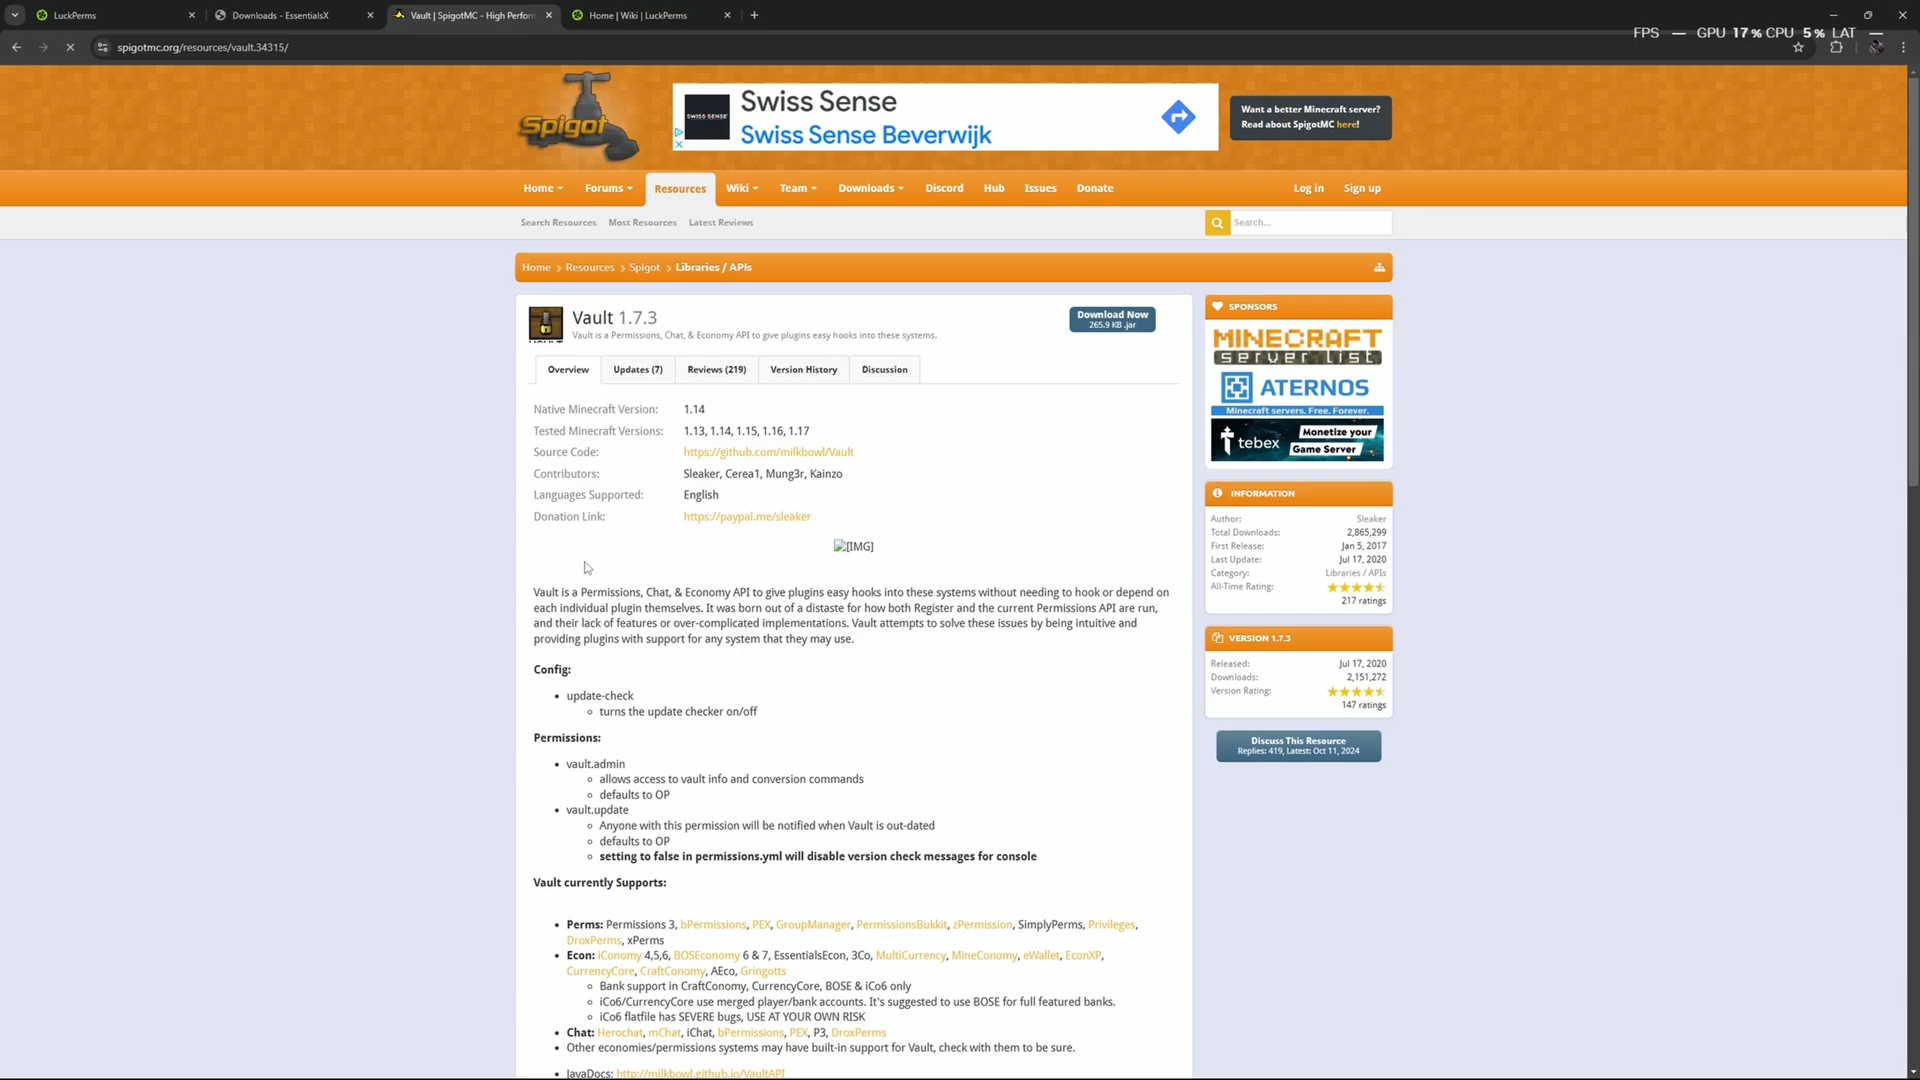 LuckPerms
Downloads - EssentialsX
Vault | SpigotMC - High Perforn
Home | Wiki | LuckPerms
FPS — GPU 17 % CPU 5 % LAT —
spigotmc.org/resources/vault.34315/
Spigot
SWISS SENSE
Swiss Sense
Swiss Sense Beverwijk
Want a better Minecraft server?
Read about SpigotMC here!
Home Forums Resources Wiki Team Downloads Discord Hub Issues Donate Log in Sign up
Search Resources Most Resources Latest Reviews
Search...
Home Resources Spigot Libraries / APIs
Vault 1.7.3
Vault is a Permissions, Chat, & Economy API to give plugins easy hooks into these systems.
Download Now
265.9 KB .jar
Overview Updates (7) Reviews (219) Version History Discussion
Native Minecraft Version: 1.14
Tested Minecraft Versions: 1.13, 1.14, 1.15, 1.16, 1.17
Source Code: https://github.com/milkbowl/Vault
Contributors: Sleaker, Cerea1, Mung3r, Kainzo
Languages Supported: English
Donation Link: https://paypal.me/sleaker
[IMG]
Vault is a Permissions, Chat, & Economy API to give plugins easy hooks into these systems without needing to hook or depend on
each individual plugin themselves. It was born out of a distaste for how both Register and the current Permissions API are run,
and their lack of features or over-complicated implementations. Vault attempts to solve these issues by being intuitive and
providing plugins with support for any system that they may use.
Config:
• update-check
○ turns the update checker on/off
Permissions:
• vault.admin
○ allows access to vault info and conversion commands
○ defaults to OP
• vault.update
○ Anyone with this permission will be notified when Vault is out-dated
○ defaults to OP
○ setting to false in permissions.yml will disable version check messages for console
Vault currently Supports:
• Perms: Permissions 3, bPermissions, PEX, GroupManager, PermissionsBukkit, zPermission, SimplyPerms, Privileges,
DroxPerms, xPerms
• Econ: iConomy 4,5,6, BOSEconomy 6 & 7, EssentialsEcon, 3Co, MultiCurrency, MineConomy, eWallet, EconXP,
CurrencyCore, CraftConomy, AEco, Gringotts
○ Bank support in CraftConomy, CurrencyCore, BOSE & iCo6 only
○ iCo6/CurrencyCore use merged player/bank accounts. It's suggested to use BOSE for full featured banks.
○ iCo6 flatfile has SEVERE bugs, USE AT YOUR OWN RISK
• Chat: Herochat, mChat, iChat, bPermissions, PEX, P3, DroxPerms
• Other economies/permissions systems may have built-in support for Vault, check with them to be sure.
• JavaDocs: http://milkbowl.github.io/VaultAPI
SPONSORS
MINECRAFT
SERVER LIST
ATERNOS
Minecraft servers. Free. Forever.
tebex
Monetize your
Game Server
INFORMATION
Author: Sleaker
Total Downloads: 2,865,299
First Release: Jan 5, 2017
Last Update: Jul 17, 2020
Category: Libraries / APIs
All-Time Rating:
217 ratings
VERSION 1.7.3
Released: Jul 17, 2020
Downloads: 2,151,272
Version Rating:
147 ratings
Discuss This Resource
Replies: 419, Latest: Oct 11, 2024